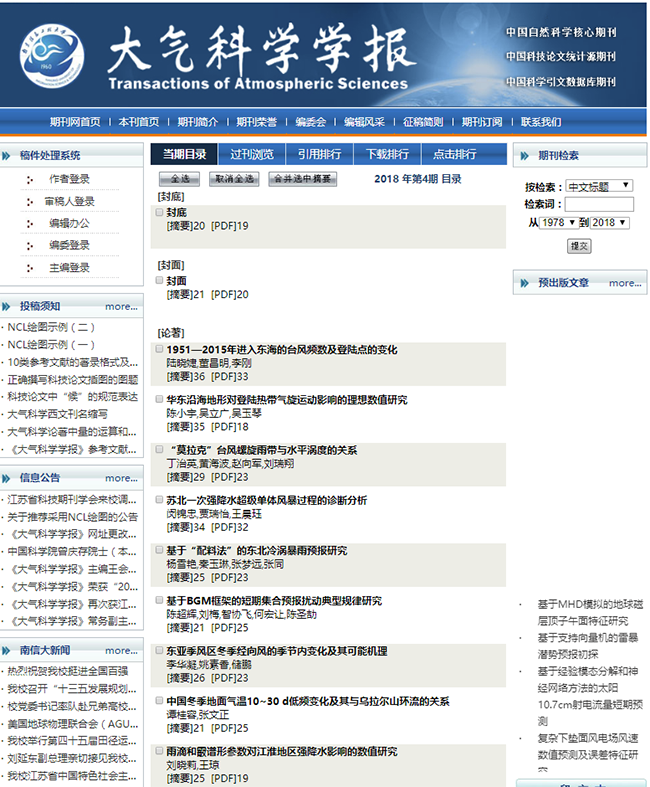 大气科学学报
Transactions of Atmospheric Sciences
1960
中国自然科学核心期刊
中国科技论文统计源期刊
中国科学引文数据库期刊
期刊网首页 | 本刊首页 | 期刊简介 | 期刊荣誉 | 编委会 | 编辑风采 | 征稿简则 | 期刊订阅 | 联系我们
稿件处理系统
作者登录
审稿人登录
编辑办公
编委登录
主编登录
投稿须知 more...
· NCL绘图示例（二）
· NCL绘图示例（一）
· 10类参考文献的著录格式及...
· 正确撰写科技论文插图的图题
· 科技论文中“候”的规范表达
· 大气科学西文刊名缩写
· 大气科学论著中量的运算和...
· 《大气科学学报》参考文献...
信息公告 more...
· 江苏省科技期刊学会来校调...
· 关于推荐采用NCL绘图的公告
· 《大气科学学报》网址更改...
· 中国科学院曾庆存院士（本...
· 《大气科学学报》主编王会...
· 《大气科学学报》荣获“20...
· 《大气科学学报》再次获江...
· 《大气科学学报》常务副主...
南信大新闻 more...
· 热烈祝贺我校挺进全国百强
· 我校召开“十三五发展规划...
· 校党委书记率队赴兄弟高校...
· 美国地球物理联合会（AGU...
· 我校举行第四十五届田径运...
· 刘延东副总理亲切接见我校...
· 我校江苏省中国特色社会主...
当期目录 过刊浏览 引用排行 下载排行 点击排行
全选 取消全选 合并选中摘要 2018 年第4期 目录
[封底]
封底
[摘要]20 [PDF]19
[封面]
封面
[摘要]21 [PDF]20
[论著]
1951—2015年进入东海的台风频数及登陆点的变化
陆晓婕,董昌明,李刚
[摘要]36 [PDF]33
华东沿海地形对登陆热带气旋运动影响的理想数值研究
陈小宇,吴立广,吴玉琴
[摘要]35 [PDF]18
“莫拉克”台风螺旋雨带与水平涡度的关系
丁治英,黄海波,赵向军,刘瑞翔
[摘要]29 [PDF]23
苏北一次强降水超级单体风暴过程的诊断分析
闵锦忠,贾瑞怡,王晨珏
[摘要]34 [PDF]32
基于“配料法”的东北冷涡暴雨预报研究
杨雪艳,秦玉琳,张梦远,张同
[摘要]25 [PDF]23
基于BGM框架的短期集合预报扰动典型规律研究
陈超辉,刘梅,智协飞,何宏让,陈圣劼
[摘要]21 [PDF]25
东亚季风区冬季经向风的季节内变化及其可能机理
李华凝,姚素香,储鹏
[摘要]26 [PDF]23
中国冬季地面气温10~30 d低频变化及其与乌拉尔山环流的关系
谭桂容,张文正
[摘要]21 [PDF]25
雨滴和霰谱形参数对江淮地区强降水影响的数值研究
刘晓莉,王琼
[摘要]25 [PDF]19
期刊检索
按检索：中文标题
检索词：
从 1978 到 2018
提交
预出版文章 more...
· 基于MHD模拟的地球磁
层顶子午面特征研究
· 基于支持向量机的雷暴
潜势预报初探
· 基于经验模态分解和神
经网络方法的太阳
10.7cm射电流量短期预
测
· 复杂下垫面风电场风速
数值预报及误差特征研